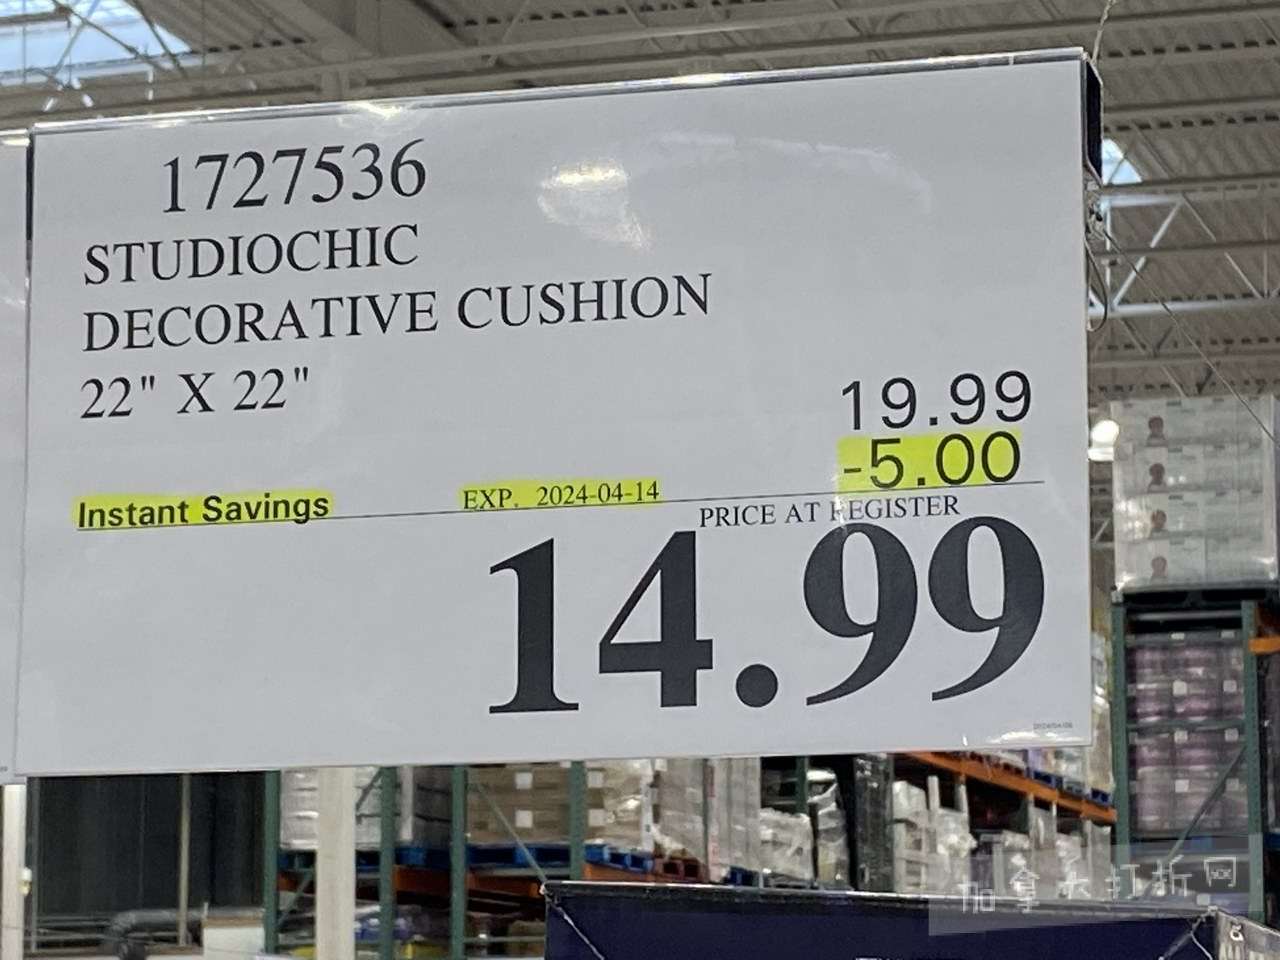 1727536
STUDIOCHIC
DECORATIVE CUSHION
22" X 22"
19.99
-5.00
Instant Savings EXP. 2024-04-14
PRICE AT REGISTER
14.99
加拿大打折网